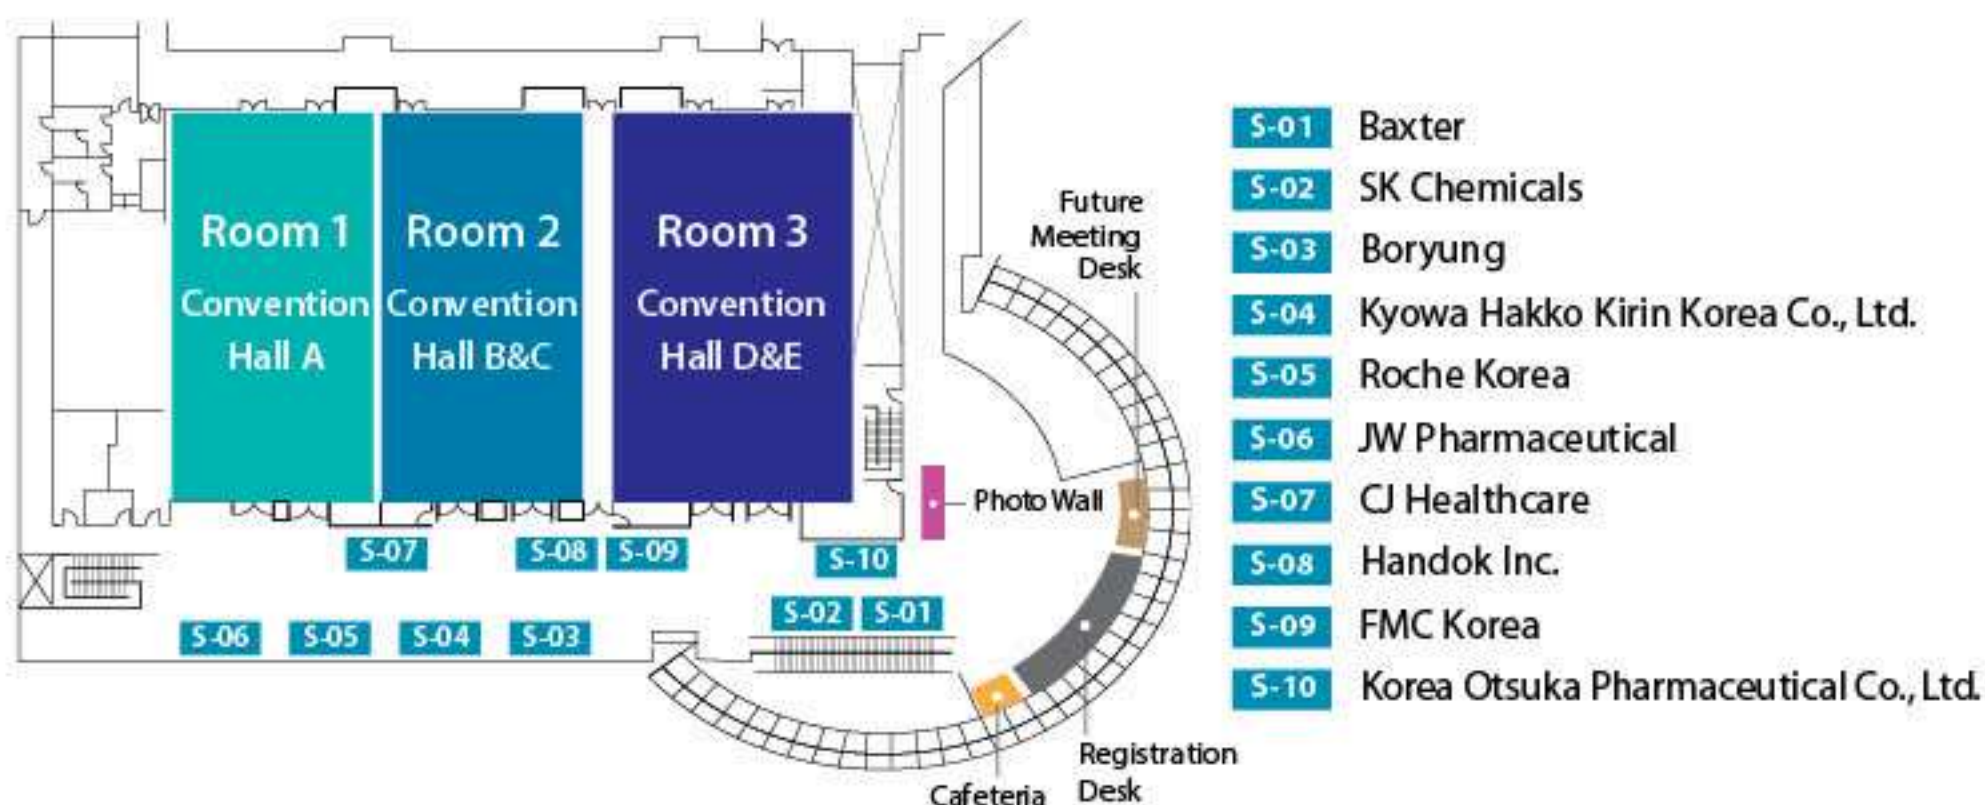 Room 1
Convention
Hall A
Room 2
Convention
Hall B&C
Room 3
Convention
Hall D&E
Future
Meeting
Desk
Photo Wall
S-07
S-08
S-09
S-10
S-02
S-01
S-06
S-05
S-04
S-03
Registration
Desk
Cafeteria
S-01 Baxter
S-02 SK Chemicals
S-03 Boryung
S-04 Kyowa Hakko Kirin Korea Co., Ltd.
S-05 Roche Korea
S-06 JW Pharmaceutical
S-07 CJ Healthcare
S-08 Handok Inc.
S-09 FMC Korea
S-10 Korea Otsuka Pharmaceutical Co., Ltd.